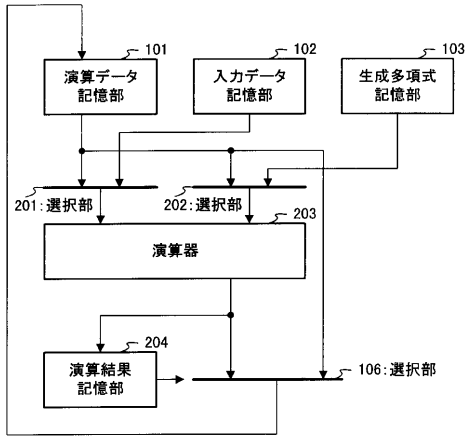 101
102
103
演算データ
記憶部
入力データ
記憶部
生成多項式
記憶部
201:選択部
202:選択部
203
演算器
204
演算結果
記憶部
106:選択部